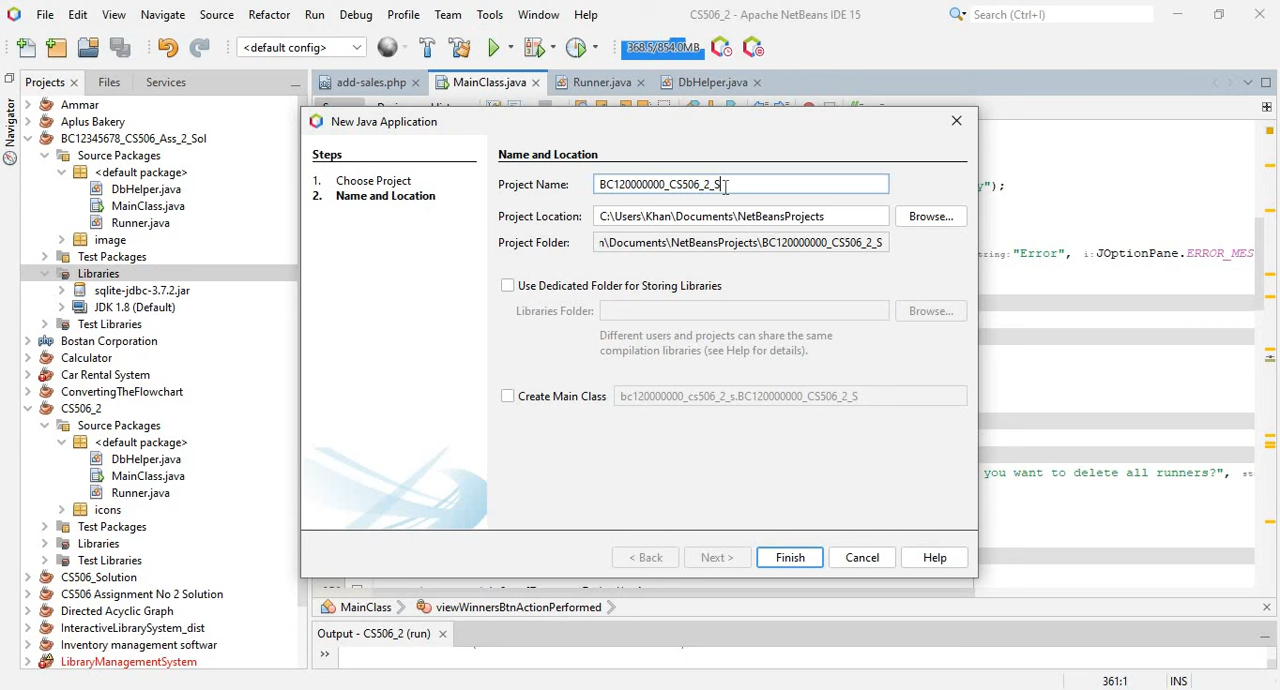 File Edit View Navigate Source Refactor Run Debug Profile Team Tools Window Help CS506_2 - Apache NetBeans IDE 15 Search (Ctrl+I)
<default config> 368.5/854.0MB
Projects Files Services add-sales.php MainClass.java Runner.java DbHelper.java
Navigator
Ammar
Aplus Bakery
BC12345678_CS506_Ass_2_Sol
Source Packages
<default package>
DbHelper.java
MainClass.java
Runner.java
image
Test Packages
Libraries
sqlite-jdbc-3.7.2.jar
JDK 1.8 (Default)
Test Libraries
Bostan Corporation
Calculator
Car Rental System
ConvertingTheFlowchart
CS506_2
Source Packages
<default package>
DbHelper.java
MainClass.java
Runner.java
icons
Test Packages
Libraries
Test Libraries
CS506_Solution
CS506 Assignment No 2 Solution
Directed Acyclic Graph
InteractiveLibrarySystem_dist
Inventory management softwar
LibraryManagementSystem
New Java Application
Steps
1. Choose Project
2. Name and Location
Name and Location
Project Name: BC120000000_CS506_2_S
Project Location: C:\Users\Khan\Documents\NetBeansProjects Browse...
Project Folder: n\Documents\NetBeansProjects\BC120000000_CS506_2_S
Use Dedicated Folder for Storing Libraries
Libraries Folder: Browse...
Different users and projects can share the same
compilation libraries (see Help for details).
Create Main Class bc120000000_cs506_2_s.BC120000000_CS506_2_S
< Back Next > Finish Cancel Help
y");
string: "Error", i: JOptionPane.ERROR_MES
you want to delete all runners?",
MainClass viewWinnersBtnActionPerformed
Output - CS506_2 (run)
361:1 INS